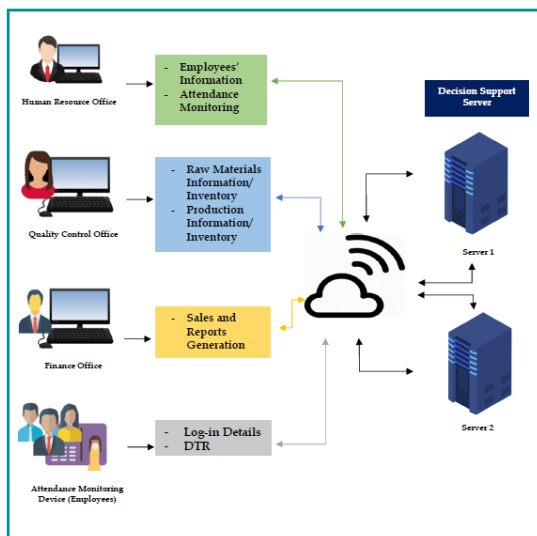 - Employees'
Information
- Attendance
Monitoring
Human Resource Office
Decision Support
Server
- Raw Materials
Information/
Inventory
- Production
Information/
Inventory
Quality Control Office
Server 1
- Sales and
Reports
Generation
Finance Office
Server 2
- Log-in Details
- DTR
Attendance Monitoring
Device (Employees)